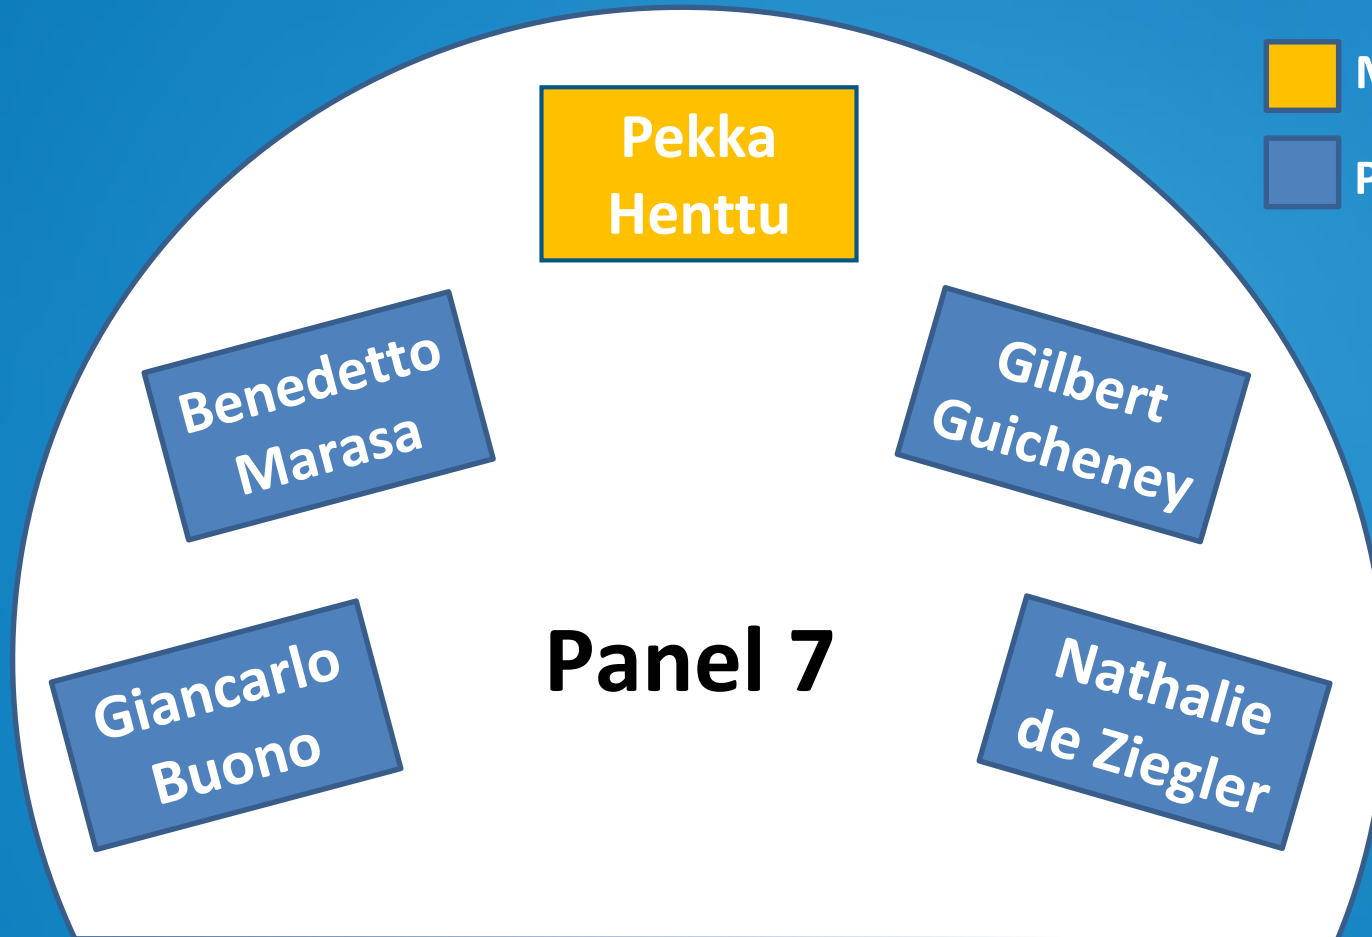 Pekka
Henttu
Benedetto
Marasa
Gilbert
Guicheney
Panel 7
Giancarlo
Buono
Nathalie
de Ziegler